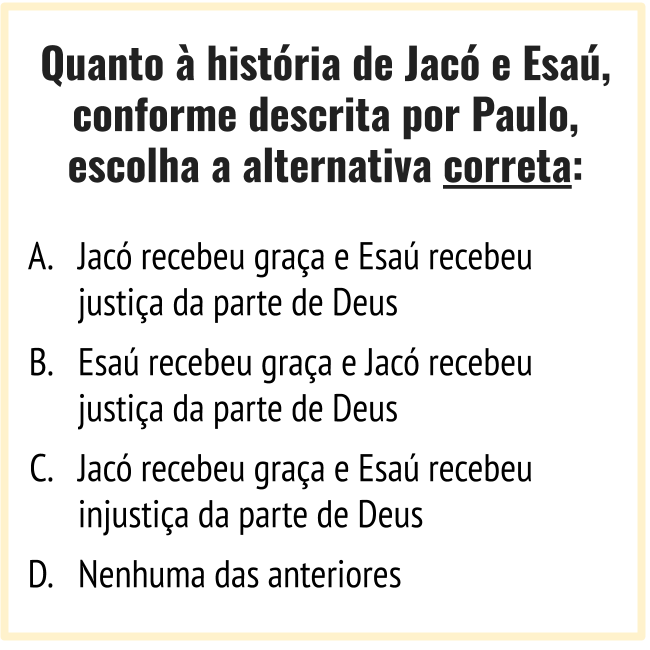 Quanto à história de Jacó e Esaú,
conforme descrita por Paulo,
escolha a alternativa correta:
A. Jacó recebeu graça e Esaú recebeu
justiça da parte de Deus
B. Esaú recebeu graça e Jacó recebeu
justiça da parte de Deus
C. Jacó recebeu graça e Esaú recebeu
injustiça da parte de Deus
D. Nenhuma das anteriores